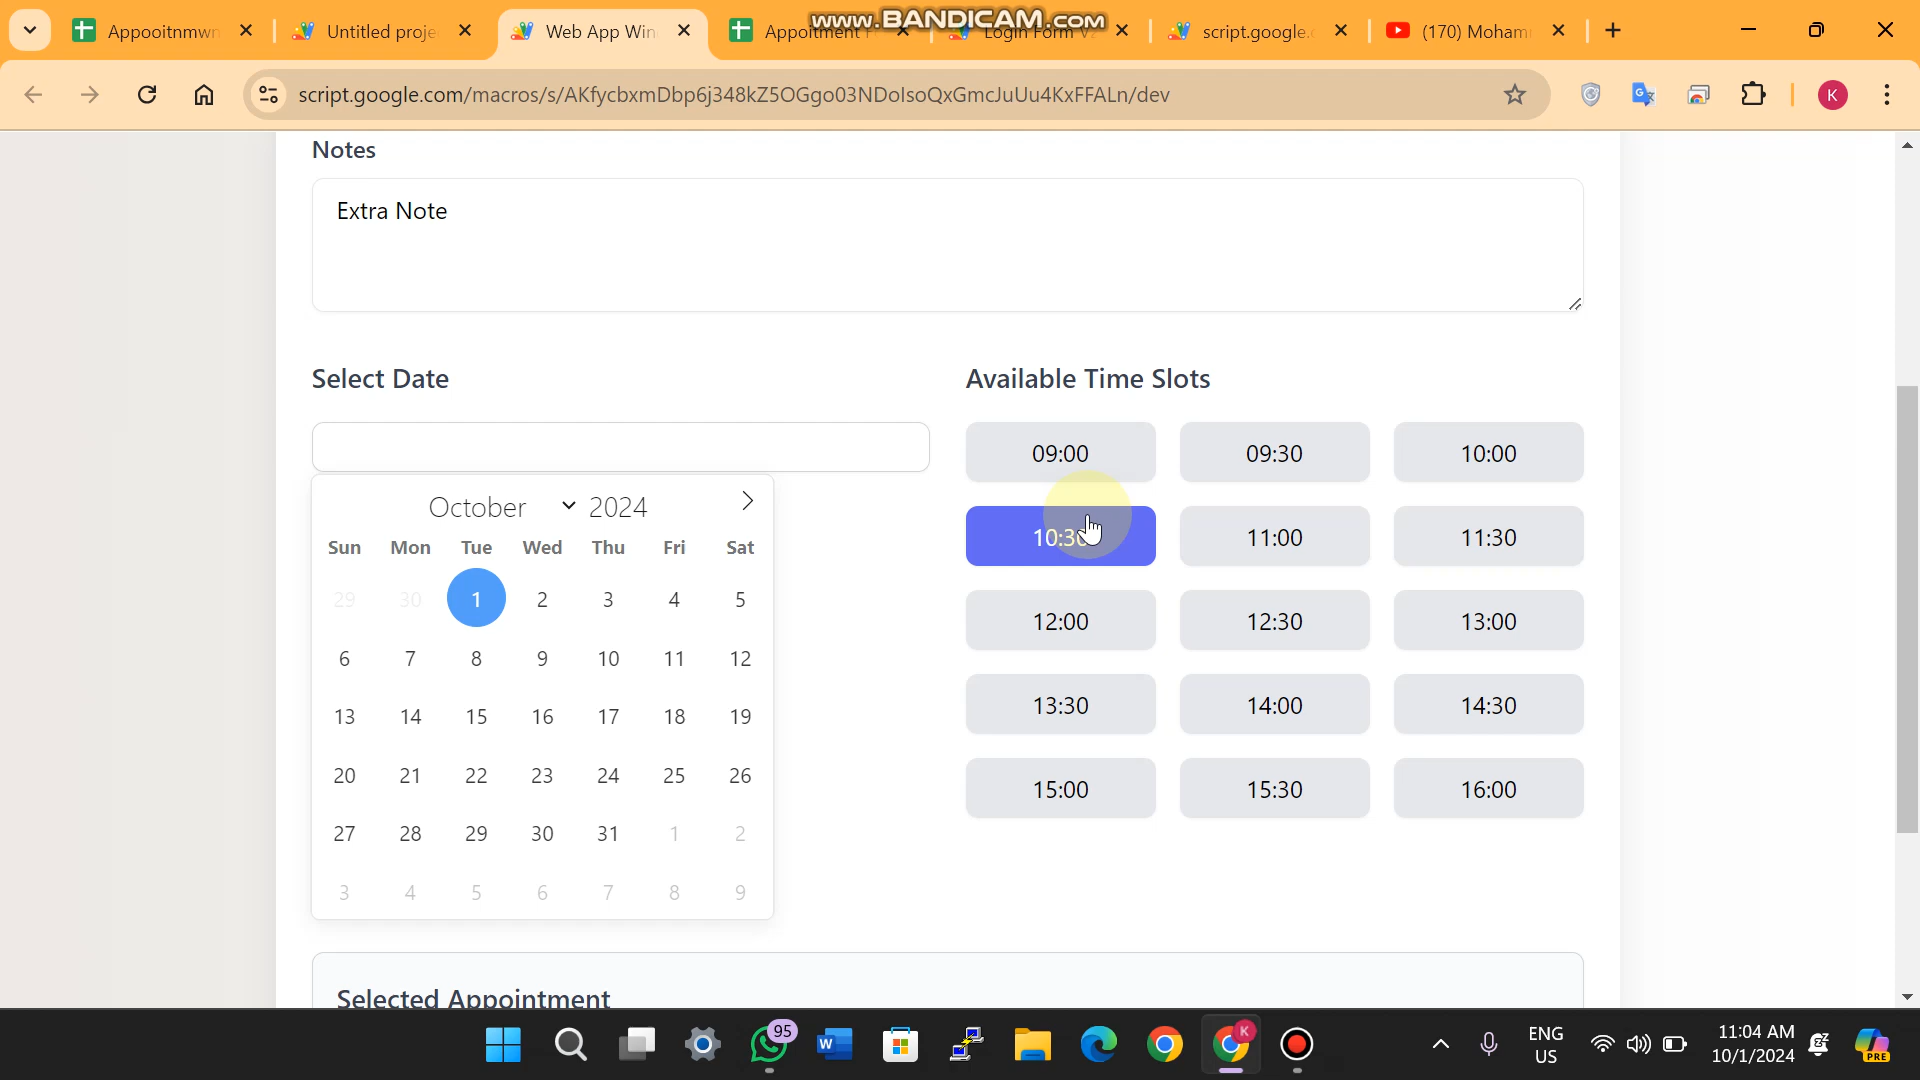 www.BANDICAM.com
Appooitnmwn
Untitled proje
Web App Win
Login Form V2
script.google.c
(170) Moham
script.google.com/macros/s/AKfycbxmDbp6j348kZ5OGgo03NDolsoQxGmcJuUu4KxFFALn/dev
K
Notes
Extra Note
Select Date
Available Time Slots
09:00 09:30 10:00
October 2024
Sun Mon Tue Wed Thu Fri Sat
10:30 11:00 11:30
29 30 1 2 3 4 5
12:00 12:30 13:00
6 7 8 9 10 11 12
13:30 14:00 14:30
13 14 15 16 17 18 19
15:00 15:30 16:00
20 21 22 23 24 25 26
27 28 29 30 31 1 2
3 4 5 6 7 8 9
Selected Appointment
95
W
K
ENG
US
11:04 AM
10/1/2024
PRE